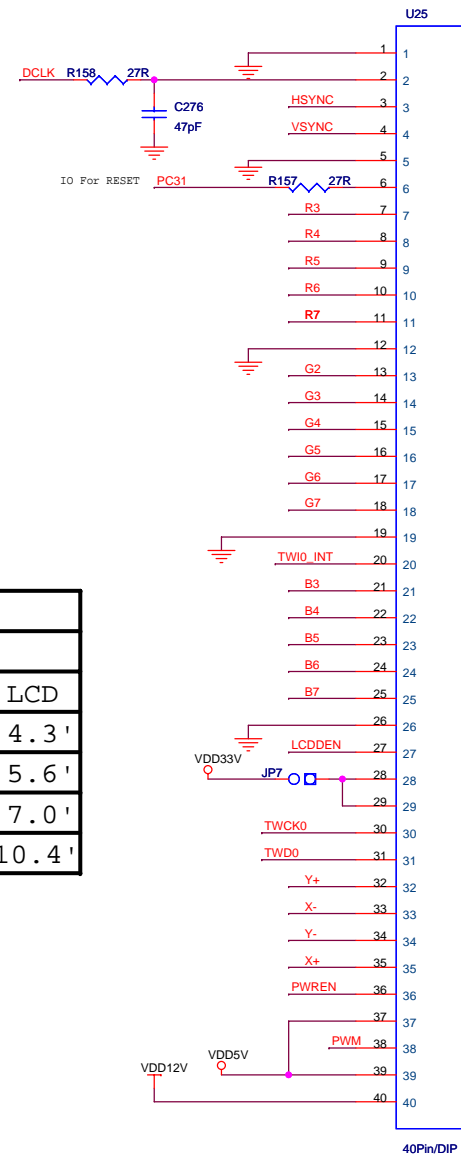 U25
1 1
DCLK R158 27R 2 2
C276
47pF
HSYNC 3 3
VSYNC 4 4
5 5
IO For RESET PC31 R157 27R 6 6
R3 7 7
R4 8 8
R5 9 9
R6 10 10
R7 11 11
12 12
G2 13 13
G3 14 14
G4 15 15
G5 16 16
G6 17 17
G7 18 18
19 19
TWI0_INT 20 20
B3 21 21
B4 22 22
B5 23 23
B6 24 24
B7 25 25
26 26
LCDDEN 27 27
VDD33V JP7 28 28
29 29
TWCK0 30 30
TWD0 31 31
Y+ 32 32
X- 33 33
Y- 34 34
X+ 35 35
PWREN 36 36
37 37
PWM 38 38
VDD5V 39 39
VDD12V 40 40
40Pin/DIP
LCD
4.3'
5.6'
7.0'
10.4'